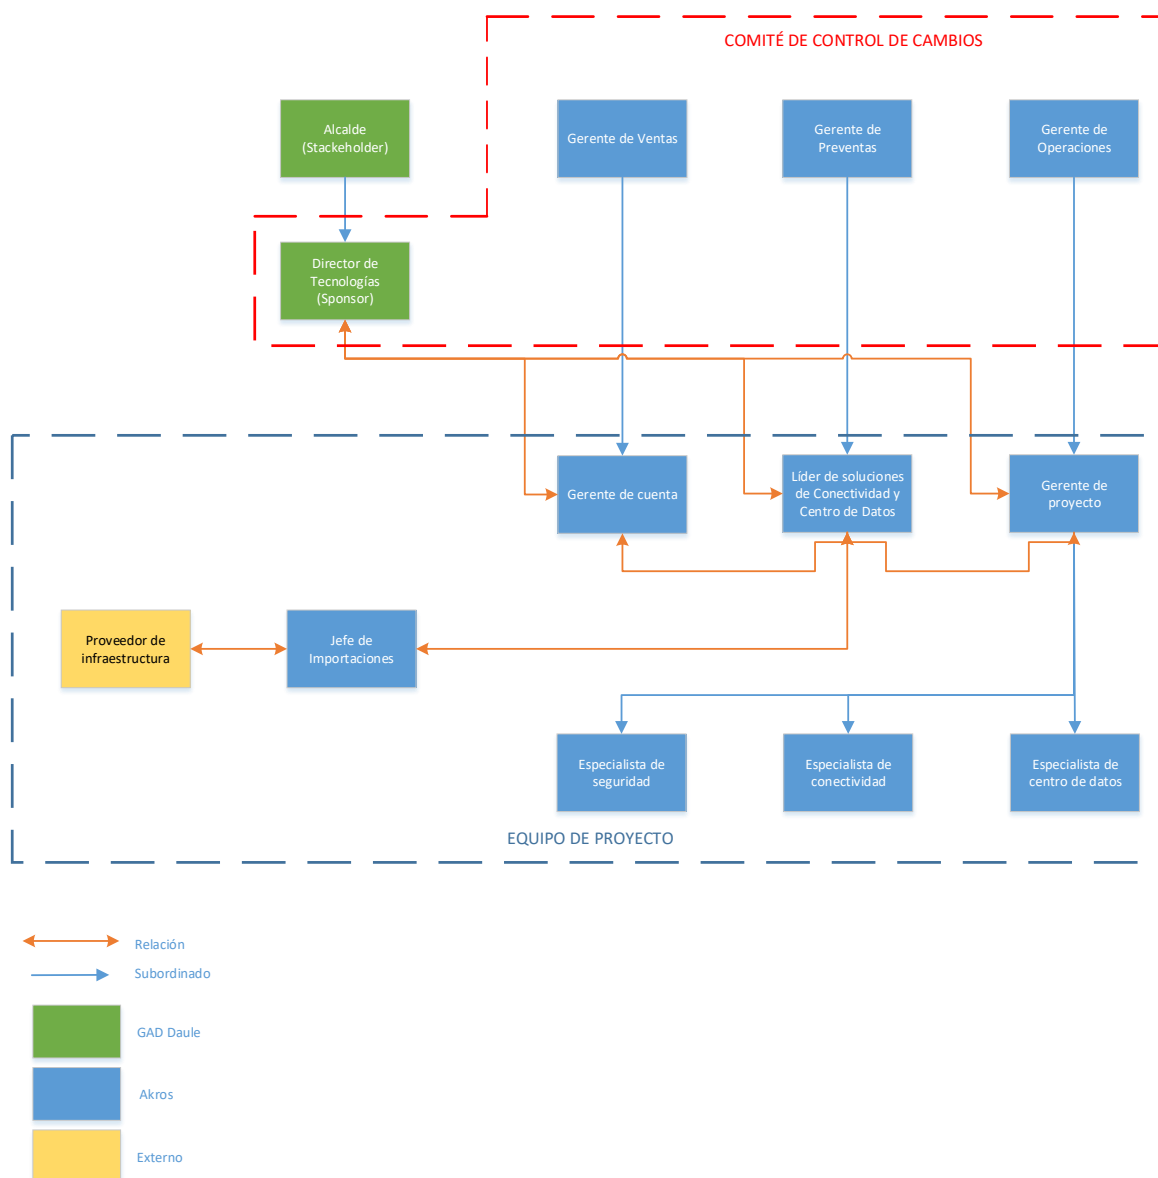 COMITÉ DE CONTROL DE CAMBIOS
Alcalde
(Stackeholder)
Gerente de Ventas
Gerente de
Preventas
Gerente de
Operaciones
Director de
Tecnologías
(Sponsor)
Gerente de cuenta
Líder de soluciones
de Conectividad y
Centro de Datos
Gerente de
proyecto
Proveedor de
infraestructura
Jefe de
Importaciones
Especialista de
seguridad
Especialista de
conectividad
Especialista de
centro de datos
EQUIPO DE PROYECTO
Relación
Subordinado
GAD Daule
Akros
Externo